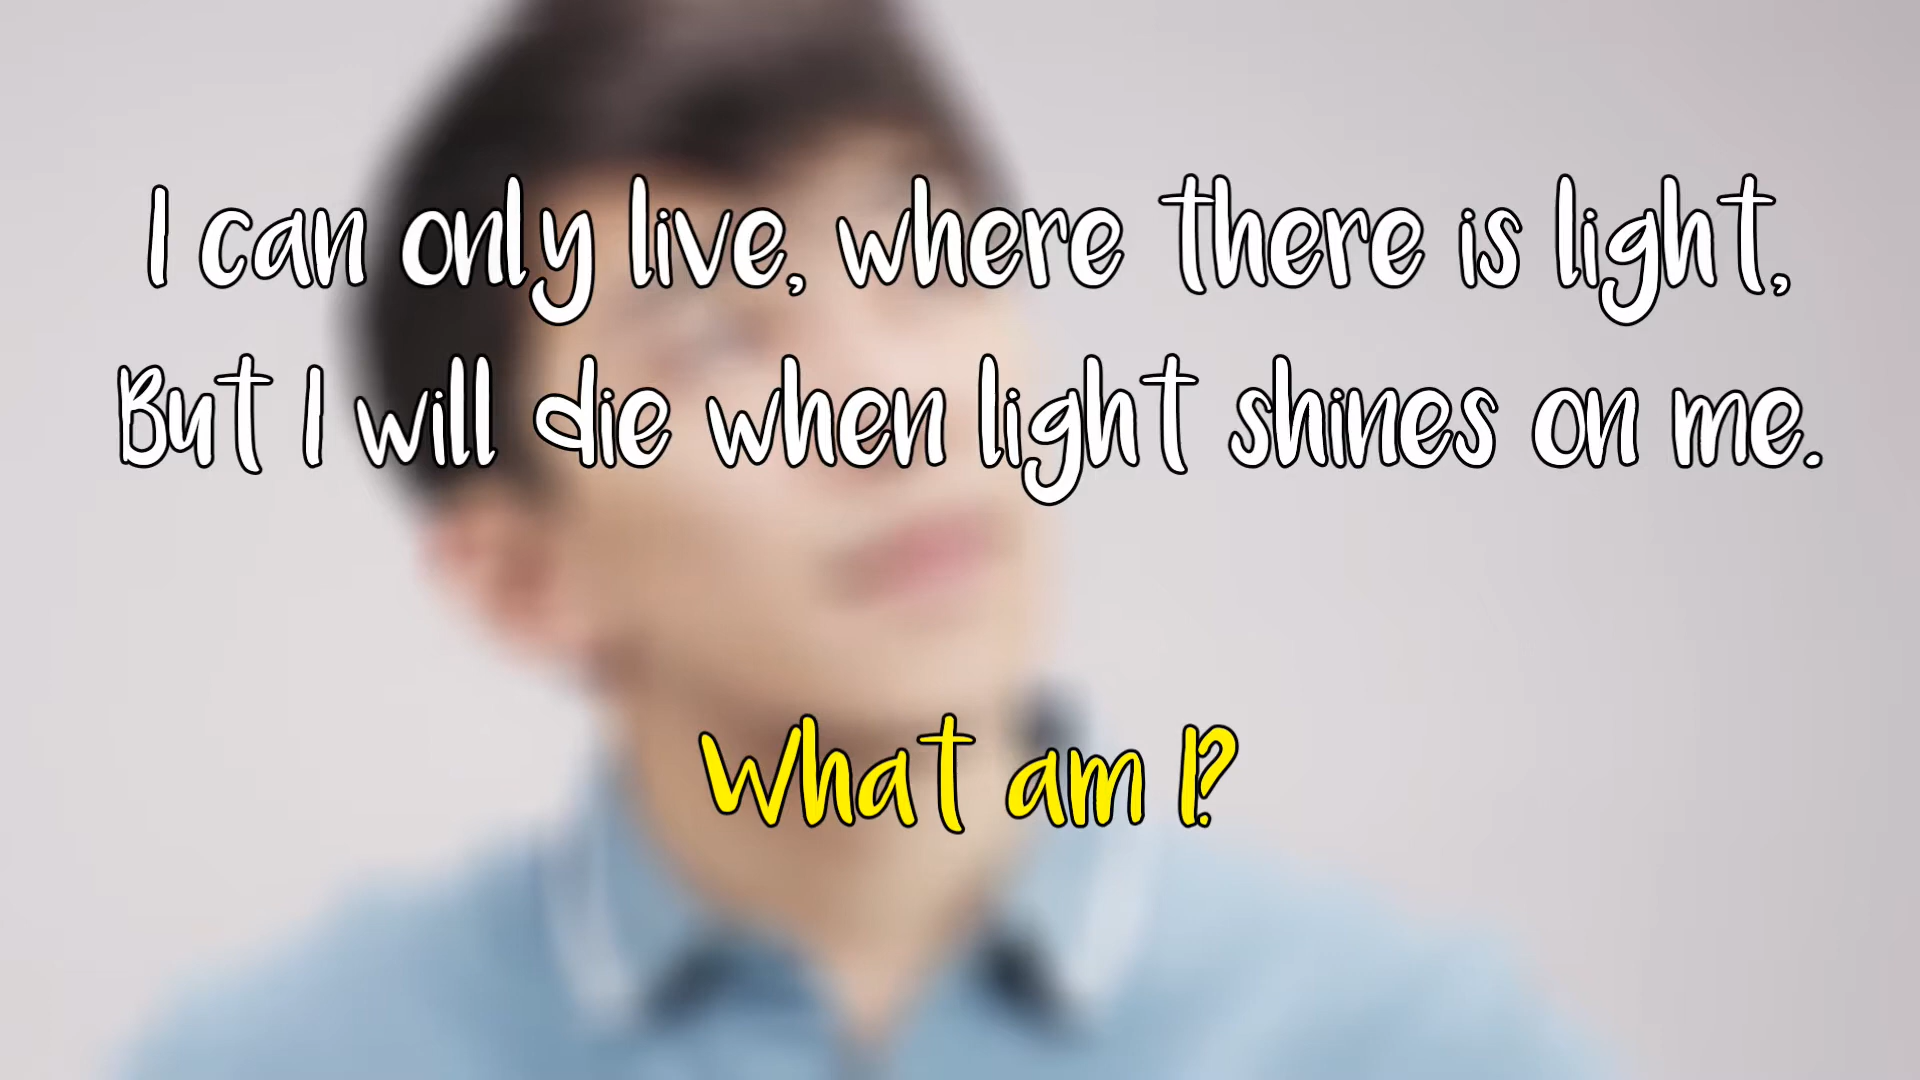 I can only live, where there is light,
But I will die when light shines on me.
What am I?